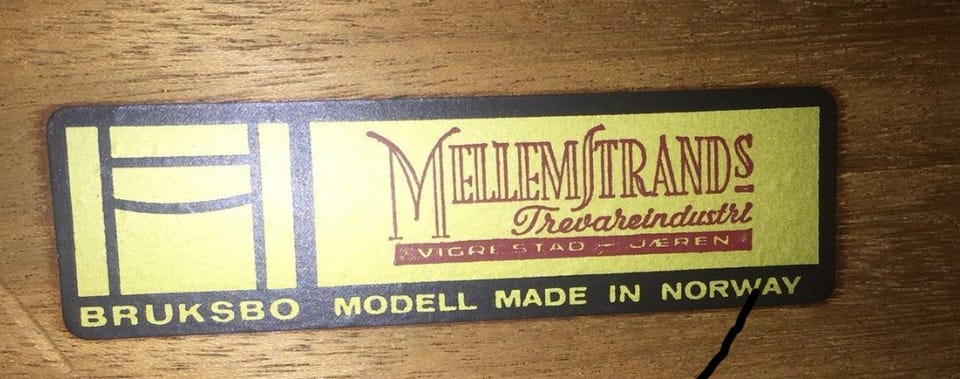 MELLEMSTRANDS
Trevareindustri
VIGRESTAD - JÆREN
BRUKSBO MODELL MADE IN NORWAY